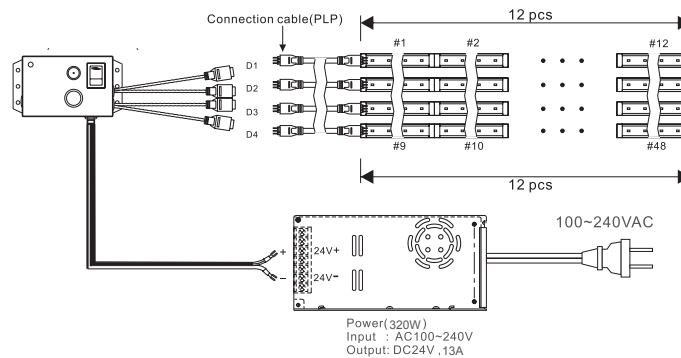 Connection cable(PLP)
12 pcs
#1
#2
#12
D1
D2
D3
D4
#9
#10
#48
12 pcs
100~240VAC
+
24V+
−
24V-
Power(320W)
Input : AC100~240V
Output: DC24V ,13A